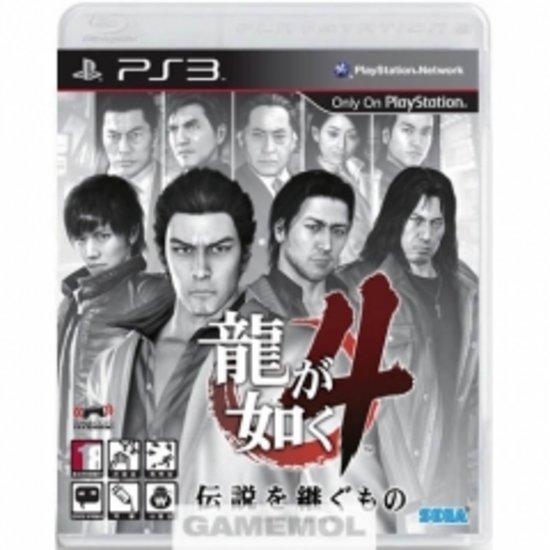 PS3
PlayStation.Network
Only On PlayStation.
龍が
如く
4
TM
伝説を継ぐもの
18
SEGA
GAMEMOL